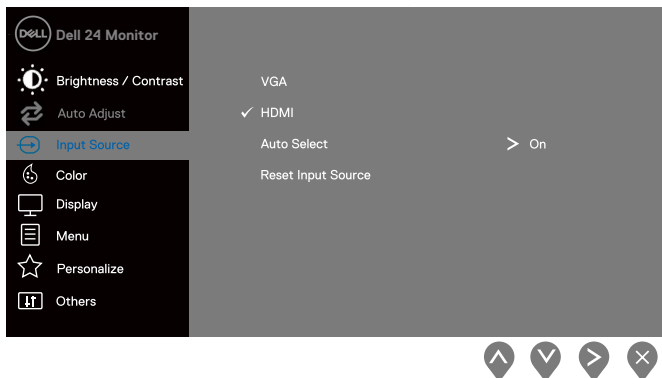 DELL Dell 24 Monitor
Brightness / Contrast
VGA
Auto Adjust
HDMI
Input Source
Auto Select
On
Color
Reset Input Source
Display
Menu
Personalize
Others